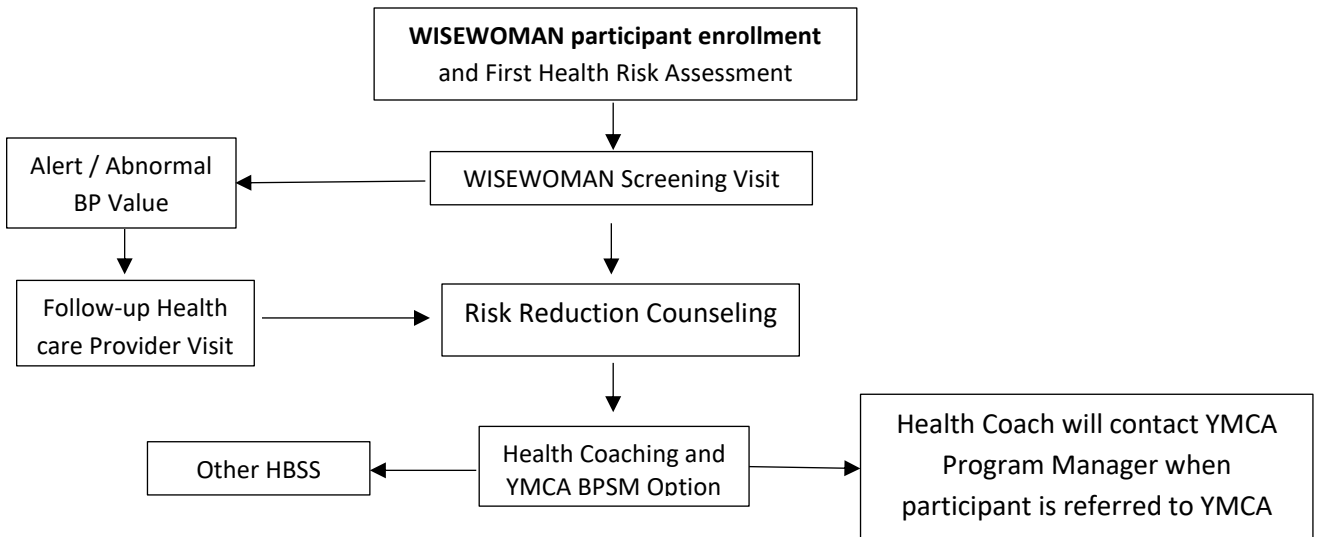 WISEWOMAN participant enrollment
and First Health Risk Assessment
Alert / Abnormal
BP Value
WISEWOMAN Screening Visit
Follow-up Health
care Provider Visit
Risk Reduction Counseling
Other HBSS
Health Coaching and
YMCA BPSM Option
Health Coach will contact YMCA
Program Manager when
participant is referred to YMCA